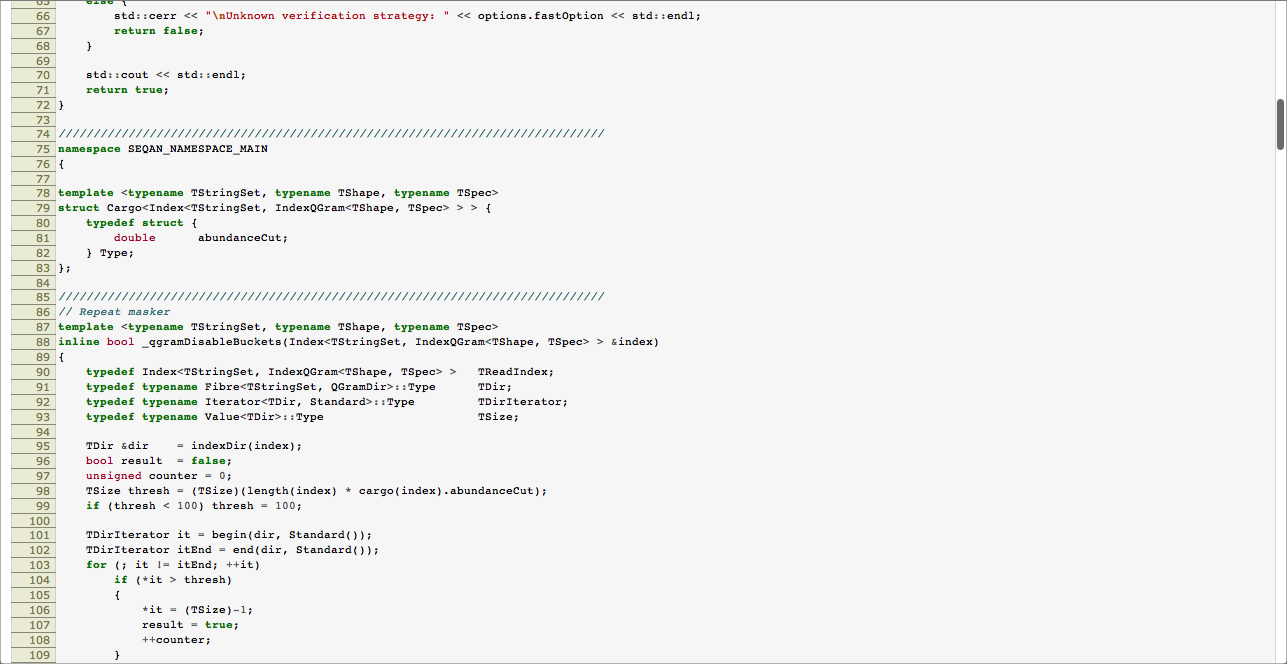 65 else {
66 std::cerr << "\nUnknown verification strategy: " << options.fastOption << std::endl;
67 return false;
68 }
69
70 std::cout << std::endl;
71 return true;
72 }
73
74 //////////////////////////////////////////////////////////////////////////////
75 namespace SEQAN_NAMESPACE_MAIN
76 {
77
78 template <typename TStringSet, typename TShape, typename TSpec>
79 struct Cargo<Index<TStringSet, IndexQGram<TShape, TSpec> > > {
80 typedef struct {
81 double abundanceCut;
82 } Type;
83 };
84
85 //////////////////////////////////////////////////////////////////////////////
86 // Repeat masker
87 template <typename TStringSet, typename TShape, typename TSpec>
88 inline bool _qgramDisableBuckets(Index<TStringSet, IndexQGram<TShape, TSpec> > &index)
89 {
90 typedef Index<TStringSet, IndexQGram<TShape, TSpec> > TReadIndex;
91 typedef typename Fibre<TStringSet, QGramDir>::Type TDir;
92 typedef typename Iterator<TDir, Standard>::Type TDirIterator;
93 typedef typename Value<TDir>::Type TSize;
94
95 TDir &dir = indexDir(index);
96 bool result = false;
97 unsigned counter = 0;
98 TSize thresh = (TSize)(length(index) * cargo(index).abundanceCut);
99 if (thresh < 100) thresh = 100;
100
101 TDirIterator it = begin(dir, Standard());
102 TDirIterator itEnd = end(dir, Standard());
103 for (; it != itEnd; ++it)
104 if (*it > thresh)
105 {
106 *it = (TSize)-1;
107 result = true;
108 ++counter;
109 }